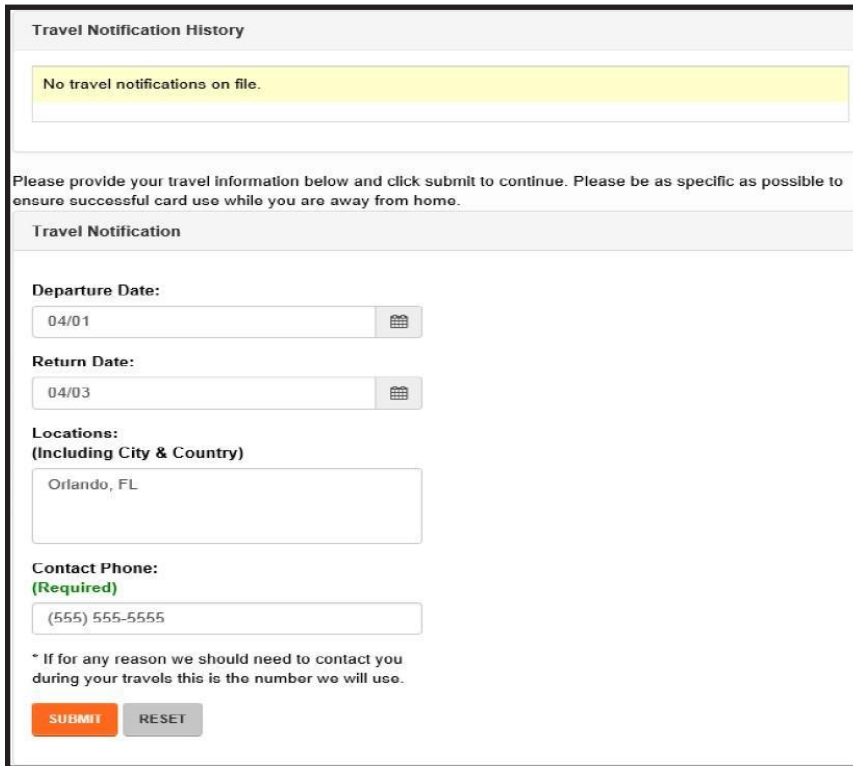 Travel Notification History
No travel notifications on file.
Please provide your travel information below and click submit to continue. Please be as specific as possible to
ensure successful card use while you are away from home.
Travel Notification
Departure Date:
04/01
Return Date:
04/03
Locations:
(Including City & Country)
Orlando, FL
Contact Phone:
(Required)
(555) 555-5555
* If for any reason we should need to contact you
during your travels this is the number we will use.
SUBMIT RESET